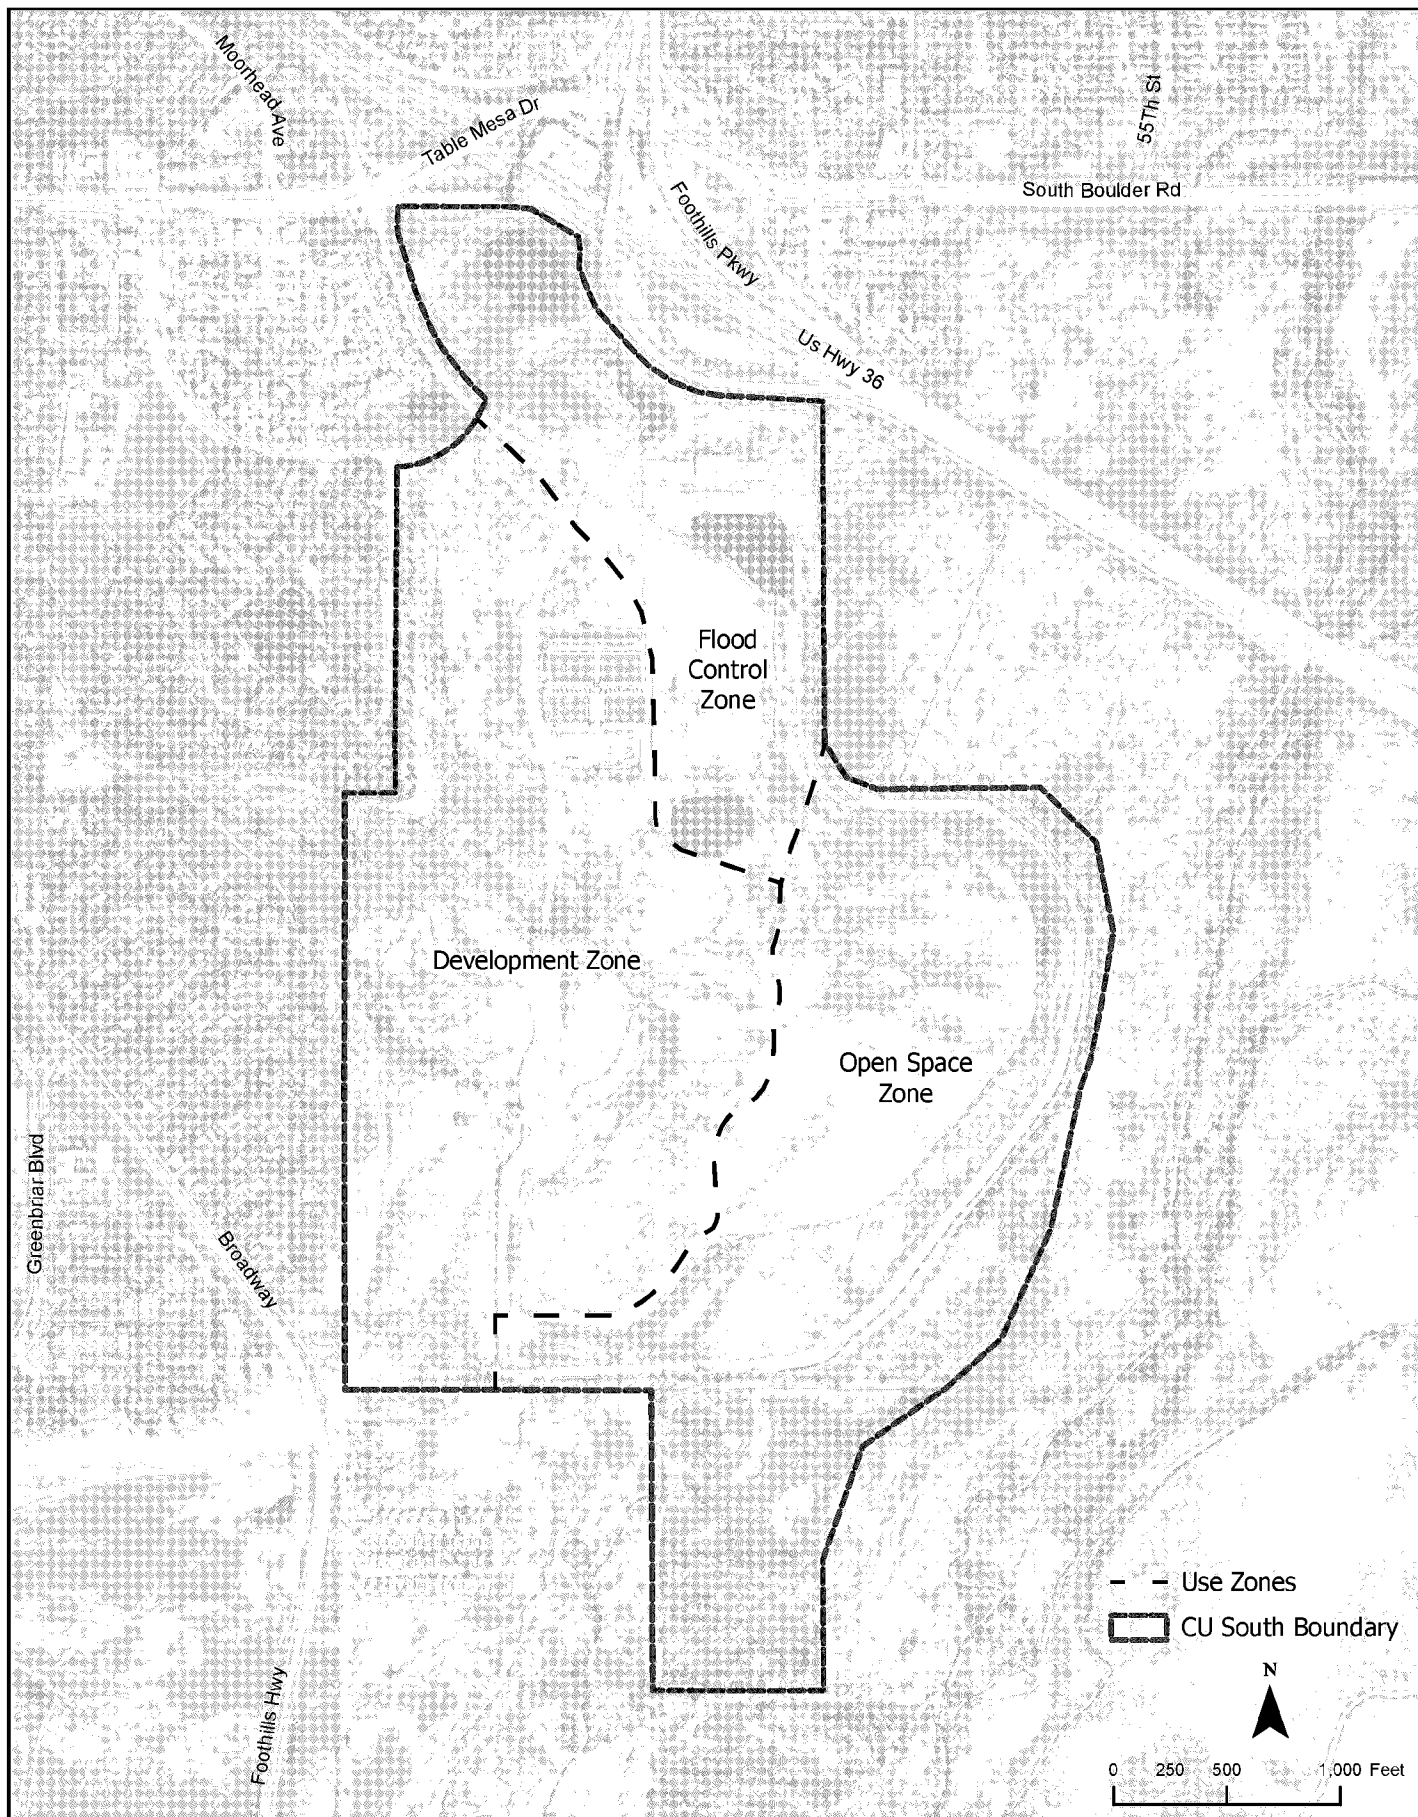 Moorhead Ave
Table Mesa Dr
55Th St
South Boulder Rd
Foothills Pkwy
Us Hwy 36
Flood
Control
Zone
Development Zone
Open Space
Zone
Greenbriar Blvd
Broadway
Foothills Hwy
Use Zones
CU South Boundary
N
0 250 500 1,000 Feet